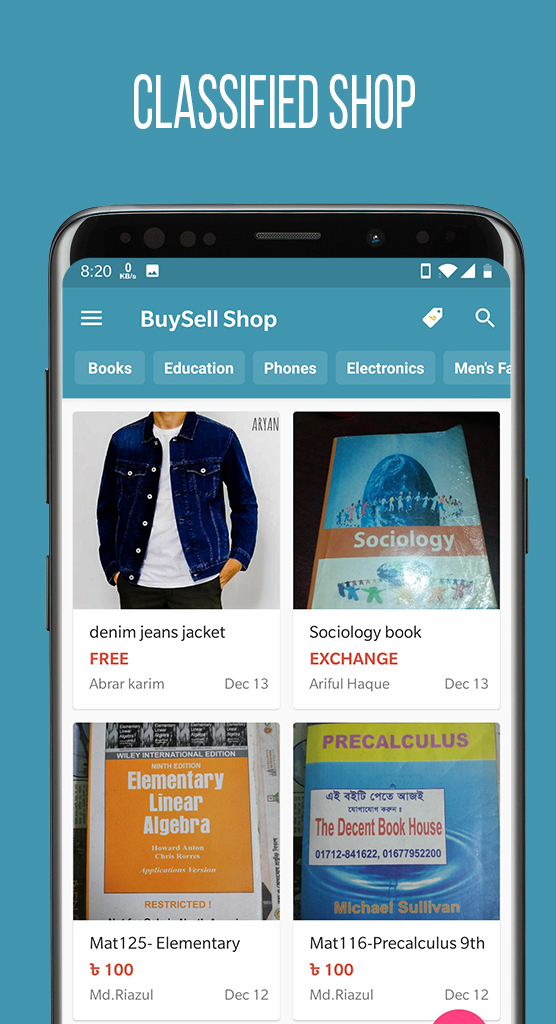 CLASSIFIED SHOP
8:20
0
KB/s
BuySell Shop
Books
Education
Phones
Electronics
Men's Fa
ARYAN
Sociology
denim jeans jacket
FREE
Abrar karim
Dec 13
Sociology book
EXCHANGE
Ariful Haque
Dec 13
Elementary Linear Algebra
WILEY INTERNATIONAL EDITION
NINTH EDITION
Elementary
Linear
Algebra
Howard Anton
Chris Rorres
Applications Version
RESTRICTED !
PRECALCULUS
এই বইটি পেতে আজই
যোগাযোগ করুন :
The Decent Book House
01712-841622, 01677952200
Michael Sullivan
Mat125- Elementary
৳ 100
Md.Riazul
Dec 12
Mat116-Precalculus 9th
৳ 100
Md.Riazul
Dec 12